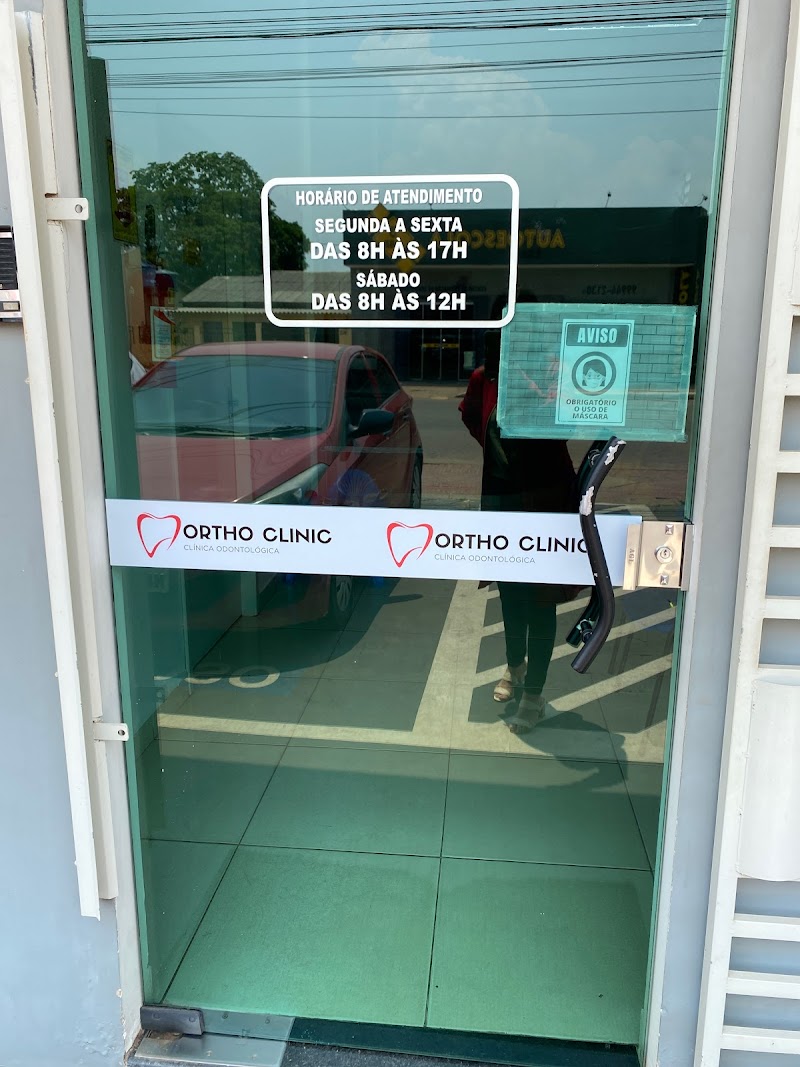 HORÁRIO DE ATENDIMENTO
SEGUNDA A SEXTA
DAS 8H ÀS 17H
SÁBADO
DAS 8H ÀS 12H
AVISO
OBRIGATÓRIO
O USO DE
MÁSCARA
ORTHO CLINIC
CLÍNICA ODONTOLÓGICA
ORTHO CLINIC
CLÍNICA ODONTOLÓGICA